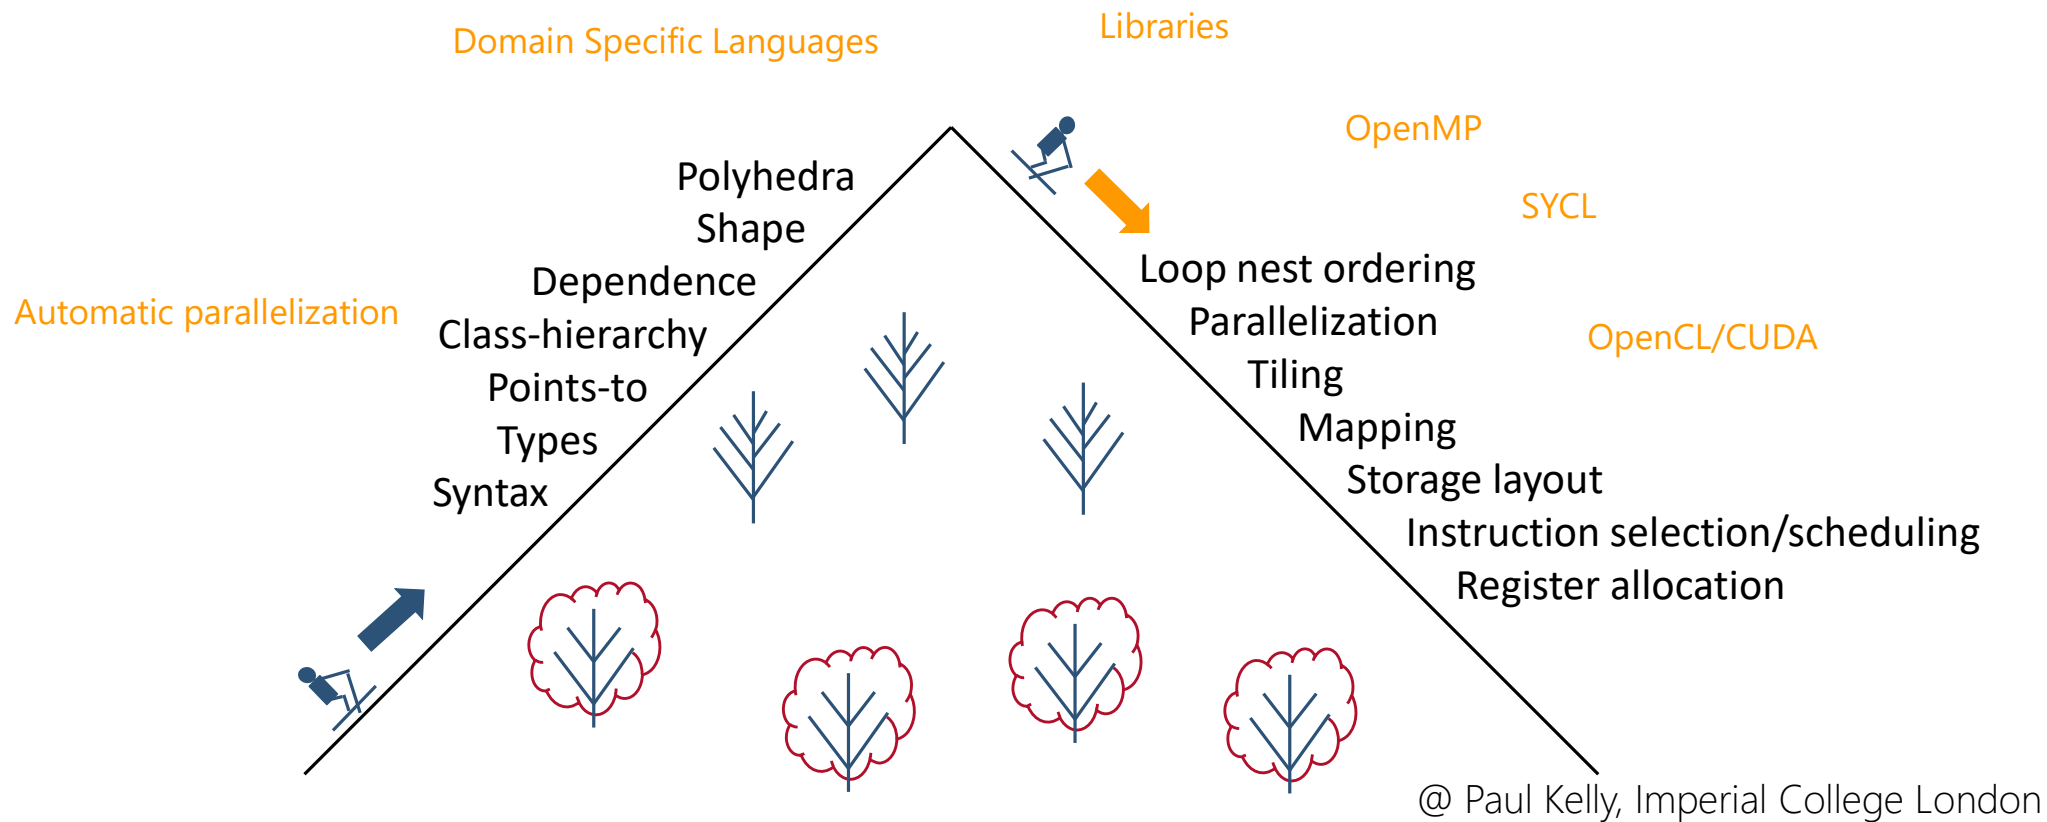 Domain Specific Languages
Libraries
OpenMP
SYCL
OpenCL/CUDA
Automatic parallelization
Polyhedra
Shape
Dependence
Class-hierarchy
Points-to
Types
Syntax
Loop nest ordering
Parallelization
Tiling
Mapping
Storage layout
Instruction selection/scheduling
Register allocation
@ Paul Kelly, Imperial College London